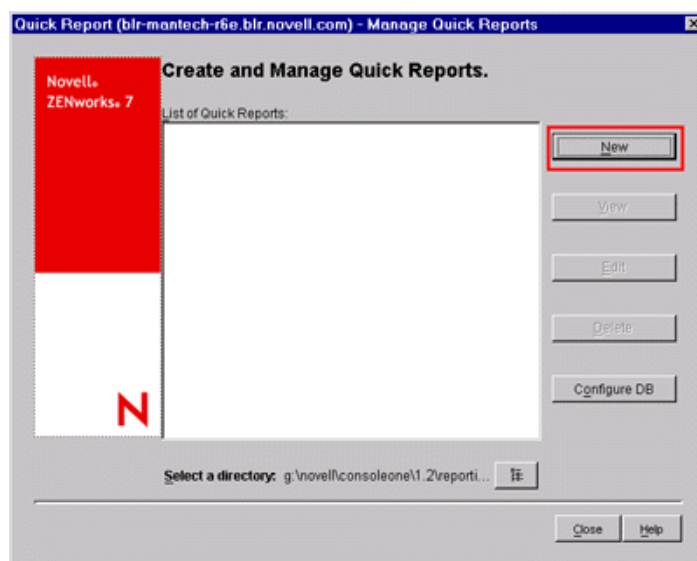 Quick Report (blr-mantech-r6e.blr.novell.com) - Manage Quick Reports
Novell®
ZENworks® 7
Create and Manage Quick Reports.
List of Quick Reports:
New
View
Edit
Delete
Configure DB
N
Select a directory: g:\novell\consoleone\1.2\reporti...
Close Help